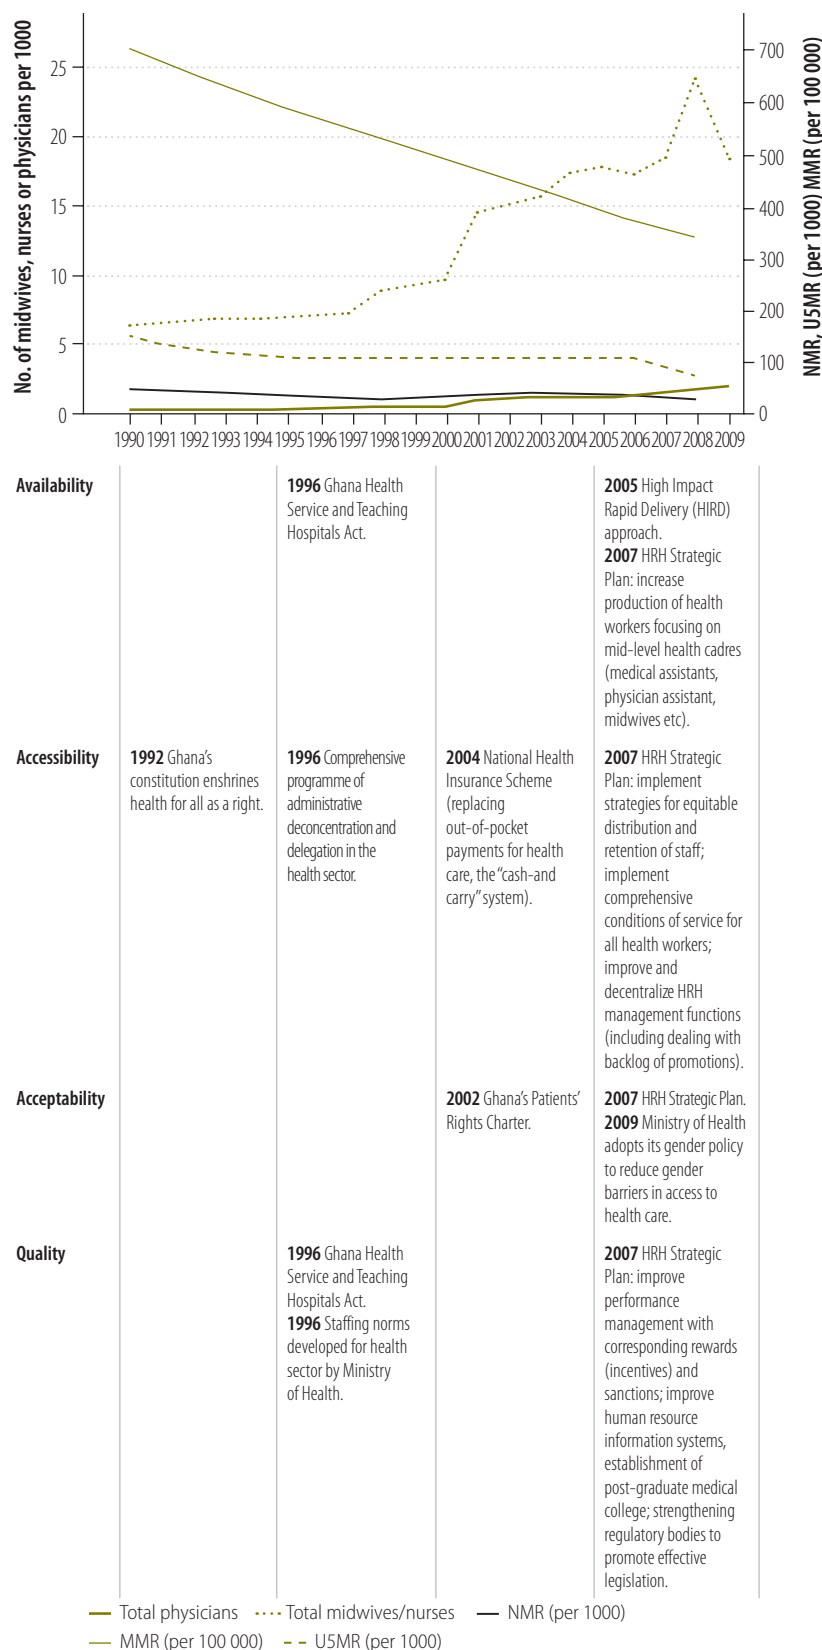 No. of midwives, nurses or physicians per 1000
25
20
15
10
5
0
700
600
500
400
300
200
100
0
NMR, U5MR (per 1000) MMR (per 100 000)
1990 1991 1992 1993 1994 1995 1996 1997 1998 1999 2000 2001 2002 2003 2004 2005 2006 2007 2008 2009
Availability
1996 Ghana Health
Service and Teaching
Hospitals Act.
2005 High Impact
Rapid Delivery (HIRD)
approach.
2007 HRH Strategic
Plan: increase
production of health
workers focusing on
mid-level health cadres
(medical assistants,
physician assistant,
midwives etc).
Accessibility
1992 Ghana's
constitution enshrines
health for all as a right.
1996 Comprehensive
programme of
administrative
deconcentration and
delegation in the
health sector.
2004 National Health
Insurance Scheme
(replacing
out-of-pocket
payments for health
care, the "cash-and
carry" system).
2007 HRH Strategic
Plan: implement
strategies for equitable
distribution and
retention of staff;
implement
comprehensive
conditions of service for
all health workers;
improve and
decentralize HRH
management functions
(including dealing with
backlog of promotions).
Acceptability
2002 Ghana's Patients'
Rights Charter.
2007 HRH Strategic Plan.
2009 Ministry of Health
adopts its gender policy
to reduce gender
barriers in access to
health care.
Quality
1996 Ghana Health
Service and Teaching
Hospitals Act.
1996 Staffing norms
developed for health
sector by Ministry
of Health.
2007 HRH Strategic
Plan: improve
performance
management with
corresponding rewards
(incentives) and
sanctions; improve
human resource
information systems,
establishment of
post-graduate medical
college; strengthening
regulatory bodies to
promote effective
legislation.
Total physicians Total midwives/nurses NMR (per 1000)
MMR (per 100 000) U5MR (per 1000)